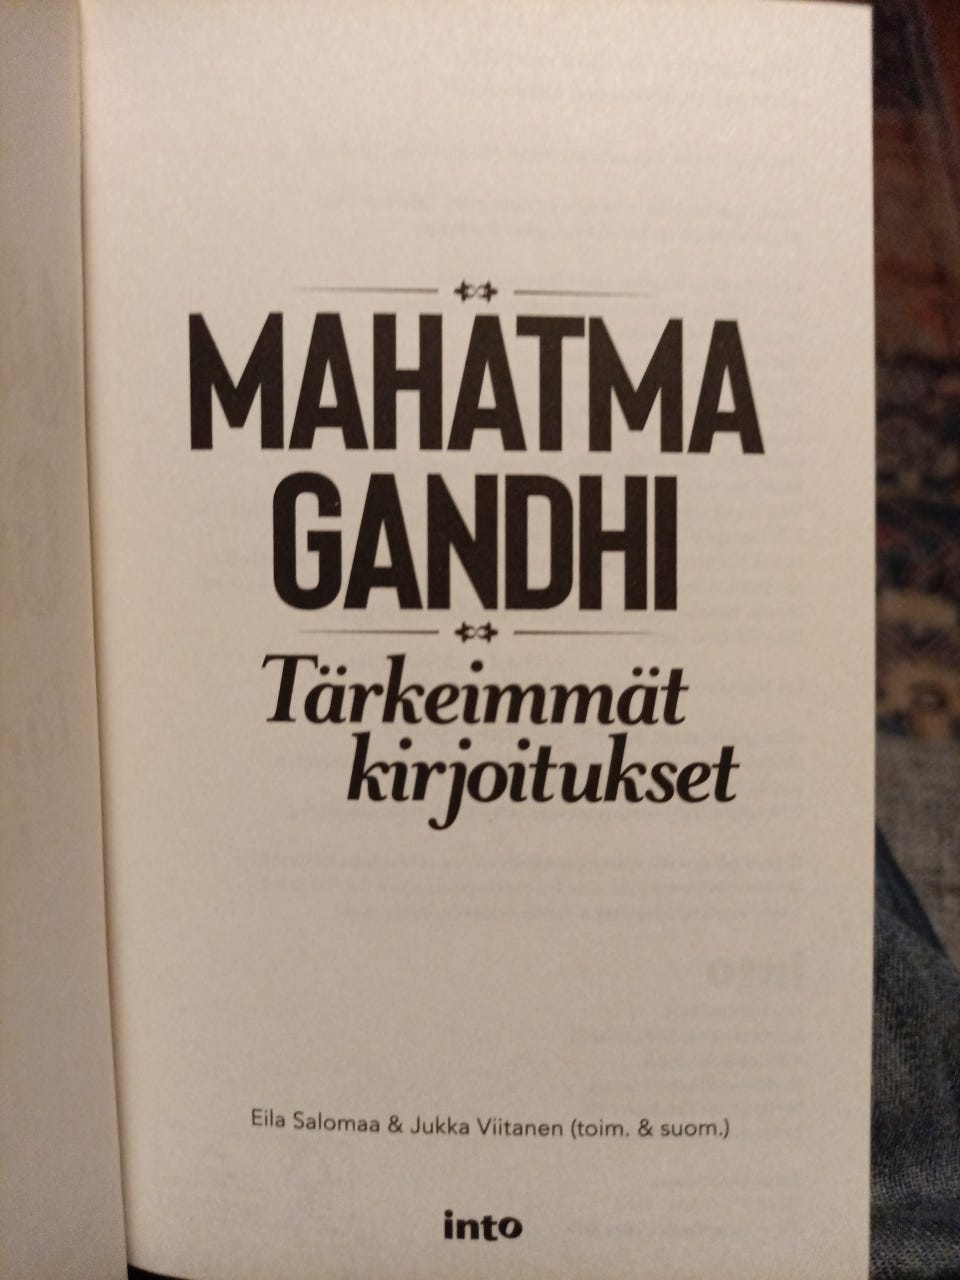 MAHATMA
GANDHI
Tärkeimmät
kirjoitukset
Eila Salomaa & Jukka Viitanen (toim. & suom.)
into